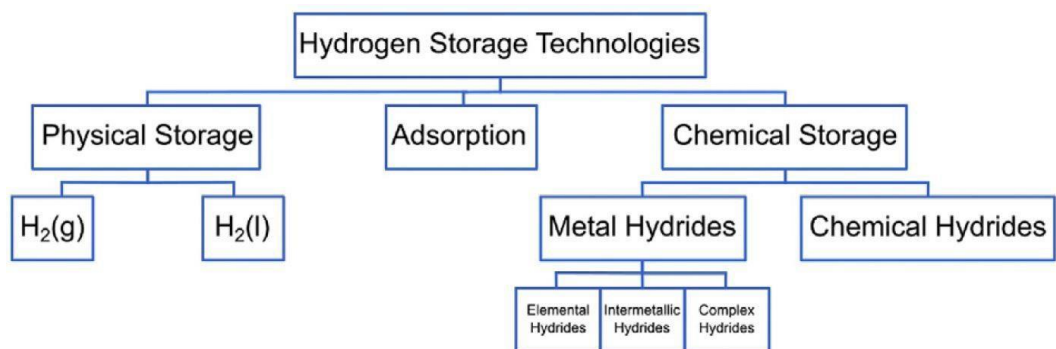 Hydrogen Storage Technologies
Physical Storage
Adsorption
Chemical Storage
H₂(g)
H₂(l)
Metal Hydrides
Chemical Hydrides
Elemental
Hydrides
Intermetallic
Hydrides
Complex
Hydrides